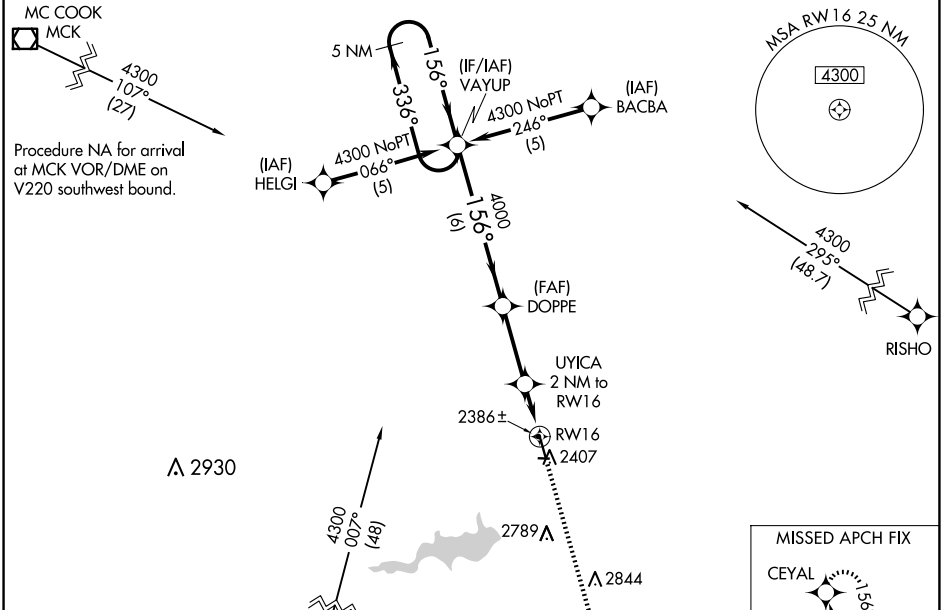 MC COOK
MCK
4300
107°
(27)
Procedure NA for arrival
at MCK VOR/DME on
V220 southwest bound.
5 NM
336°
156°
(IF/IAF)
VAYUP
4300 NoPT
246°
(5)
(IAF)
BACBA
(IAF)
HELGI
4300 NoPT
066°
(5)
MSA RW16 25 NM
4300
4000
156°
(6)
(FAF)
DOPPE
4300
295°
(48.7)
RISHO
UYICA
2 NM to
RW16
2386±
RW16
2407
2930
4300
007°
(48)
2789
2844
MISSED APCH FIX
CEYAL
156